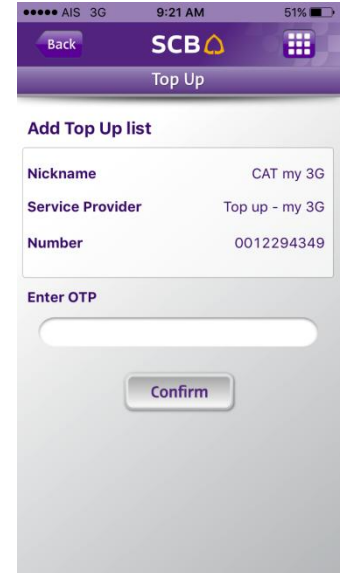 AIS 3G 9:21 AM 51%
Back SCB
Top Up
Add Top Up list
Nickname CAT my 3G
Service Provider Top up - my 3G
Number 0012294349
Enter OTP
Confirm